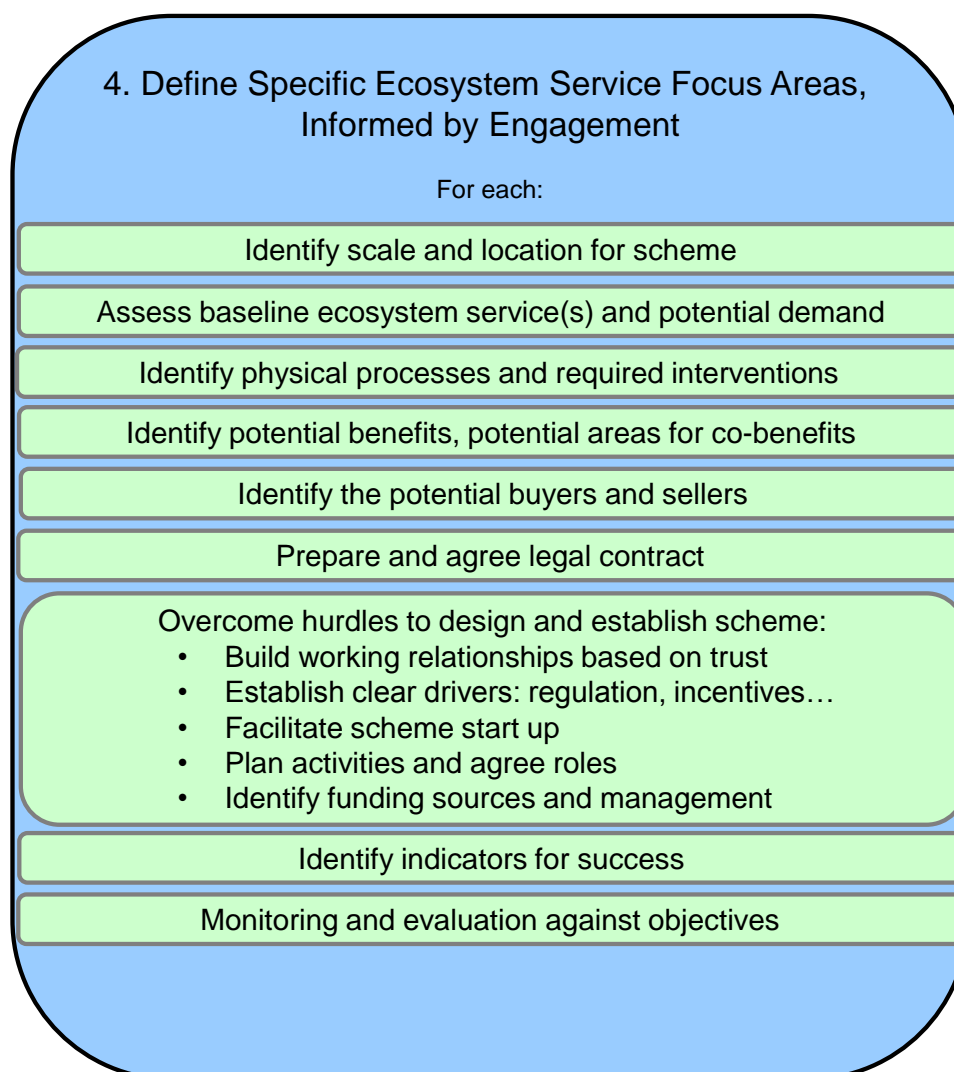 4. Define Specific Ecosystem Service Focus Areas,
Informed by Engagement
For each:
Identify scale and location for scheme
Assess baseline ecosystem service(s) and potential demand
Identify physical processes and required interventions
Identify potential benefits, potential areas for co-benefits
Identify the potential buyers and sellers
Prepare and agree legal contract
Overcome hurdles to design and establish scheme:
• Build working relationships based on trust
• Establish clear drivers: regulation, incentives…
• Facilitate scheme start up
• Plan activities and agree roles
• Identify funding sources and management
Identify indicators for success
Monitoring and evaluation against objectives